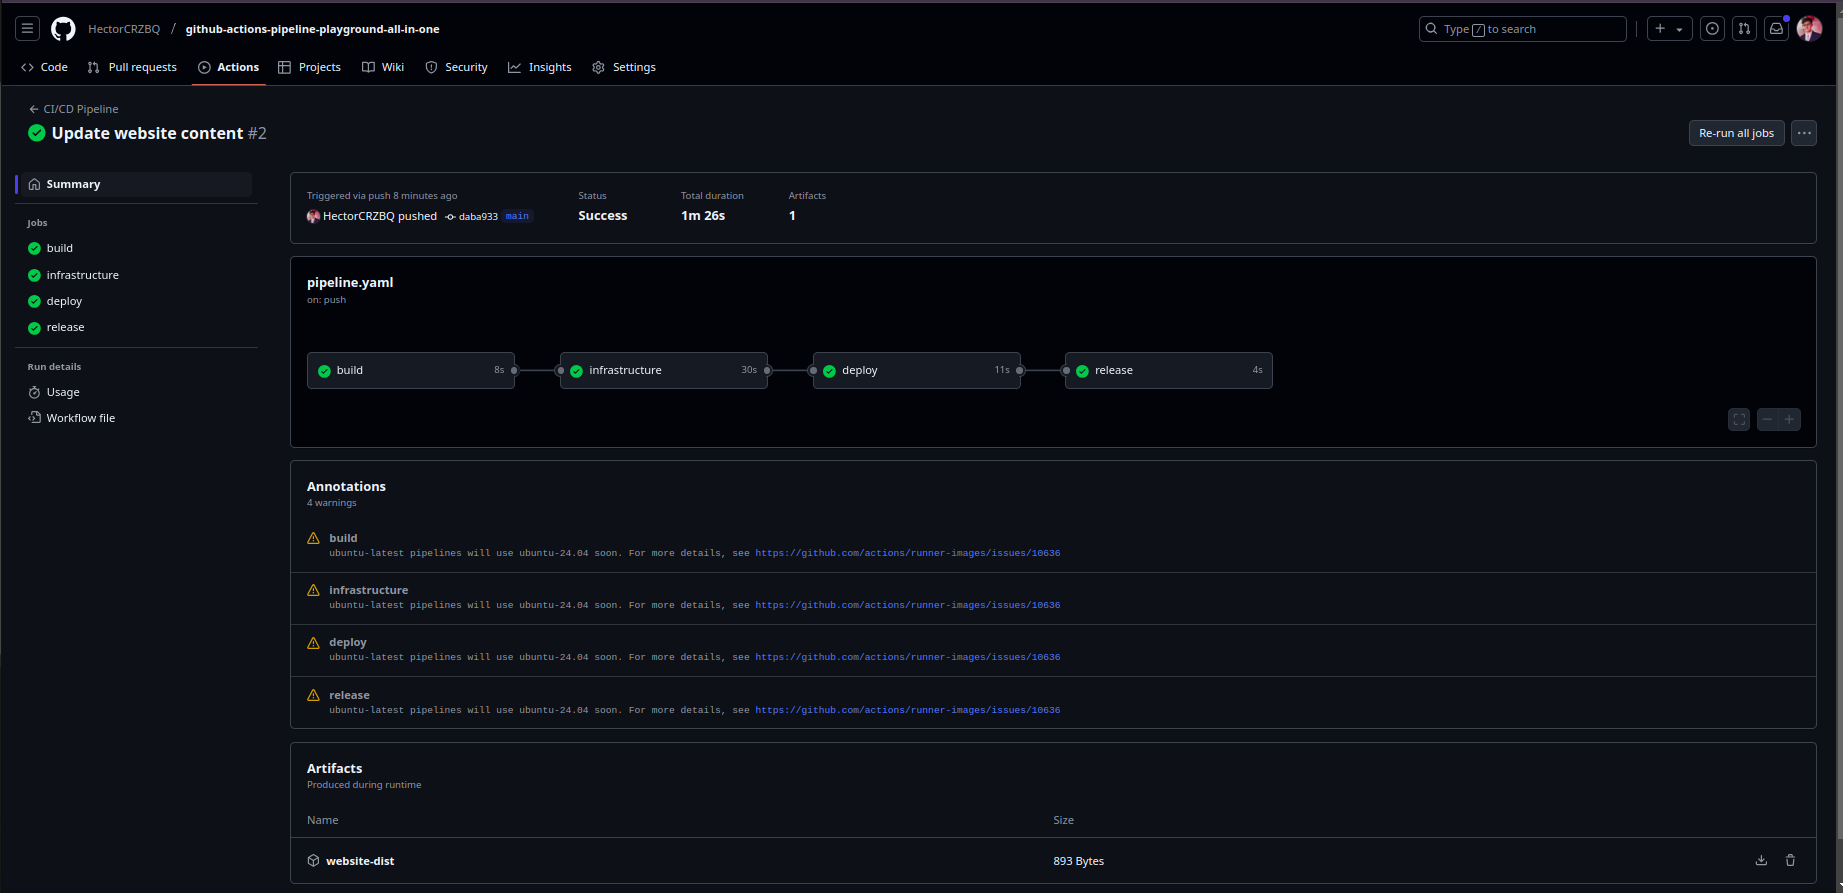 HectorCRZBQ / github-actions-pipeline-playground-all-in-one
Type / to search
Code
Pull requests
Actions
Projects
Wiki
Security
Insights
Settings
CI/CD Pipeline
Update website content #2
Re-run all jobs
Summary
Jobs
build
infrastructure
deploy
release
Run details
Usage
Workflow file
Triggered via push 8 minutes ago
HectorCRZBQ pushed daba933 main
Status
Success
Total duration
1m 26s
Artifacts
1
pipeline.yaml
on: push
build 8s
infrastructure 30s
deploy 11s
release 4s
Annotations
4 warnings
build
ubuntu-latest pipelines will use ubuntu-24.04 soon. For more details, see https://github.com/actions/runner-images/issues/10636
infrastructure
ubuntu-latest pipelines will use ubuntu-24.04 soon. For more details, see https://github.com/actions/runner-images/issues/10636
deploy
ubuntu-latest pipelines will use ubuntu-24.04 soon. For more details, see https://github.com/actions/runner-images/issues/10636
release
ubuntu-latest pipelines will use ubuntu-24.04 soon. For more details, see https://github.com/actions/runner-images/issues/10636
Artifacts
Produced during runtime
Name Size
website-dist 893 Bytes